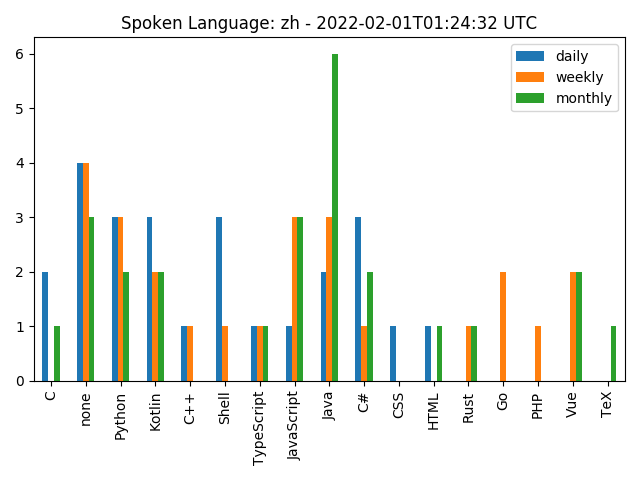 Spoken Language: zh - 2022-02-01T01:24:32 UTC
daily
weekly
monthly
6
5
4
3
2
1
0
C
none
Python
Kotlin
C++
Shell
TypeScript
JavaScript
Java
C#
CSS
HTML
Rust
Go
PHP
Vue
TeX